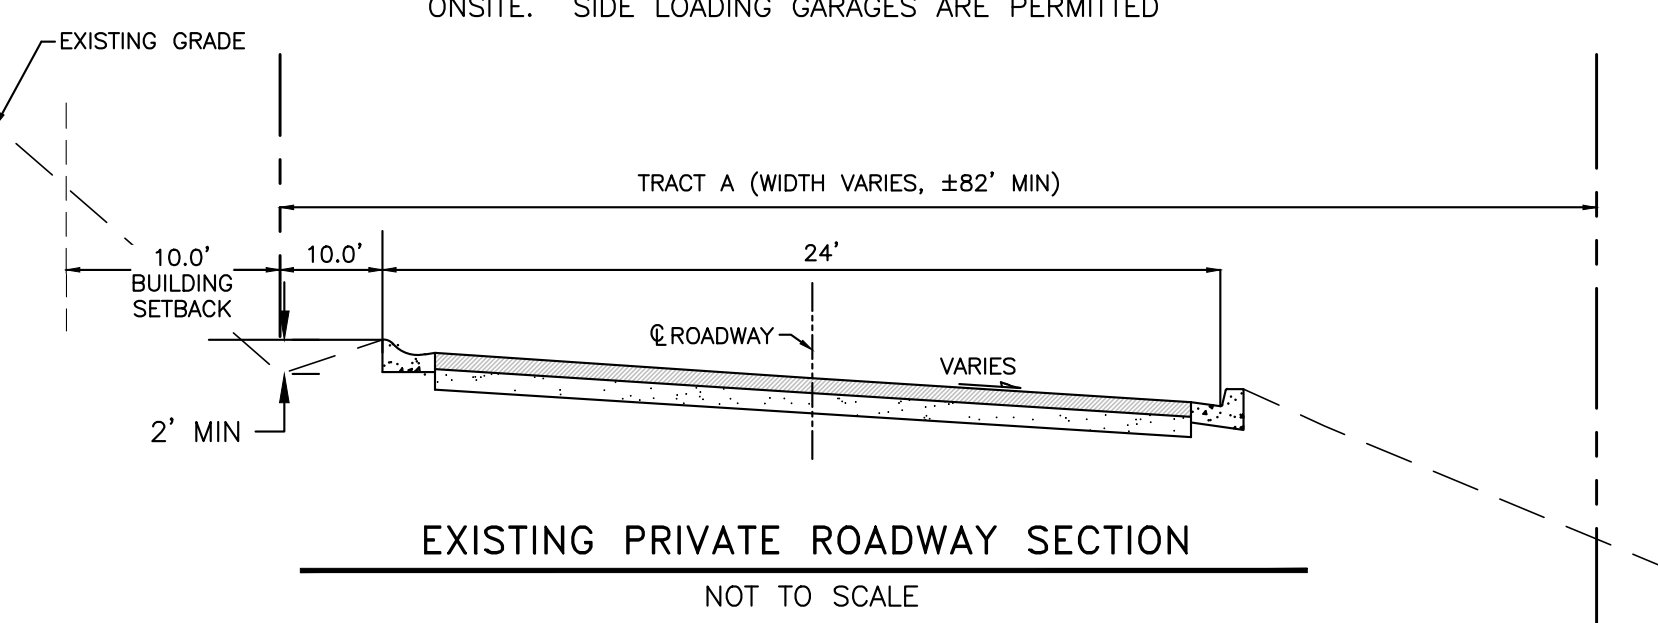 ONSITE. SIDE LOADING GARAGES ARE PERMITTED
EXISTING GRADE
TRACT A (WIDTH VARIES, ±82' MIN)
10.0'
BUILDING
SETBACK
10.0'
24'
℄ ROADWAY
VARIES
2' MIN
EXISTING PRIVATE ROADWAY SECTION
NOT TO SCALE